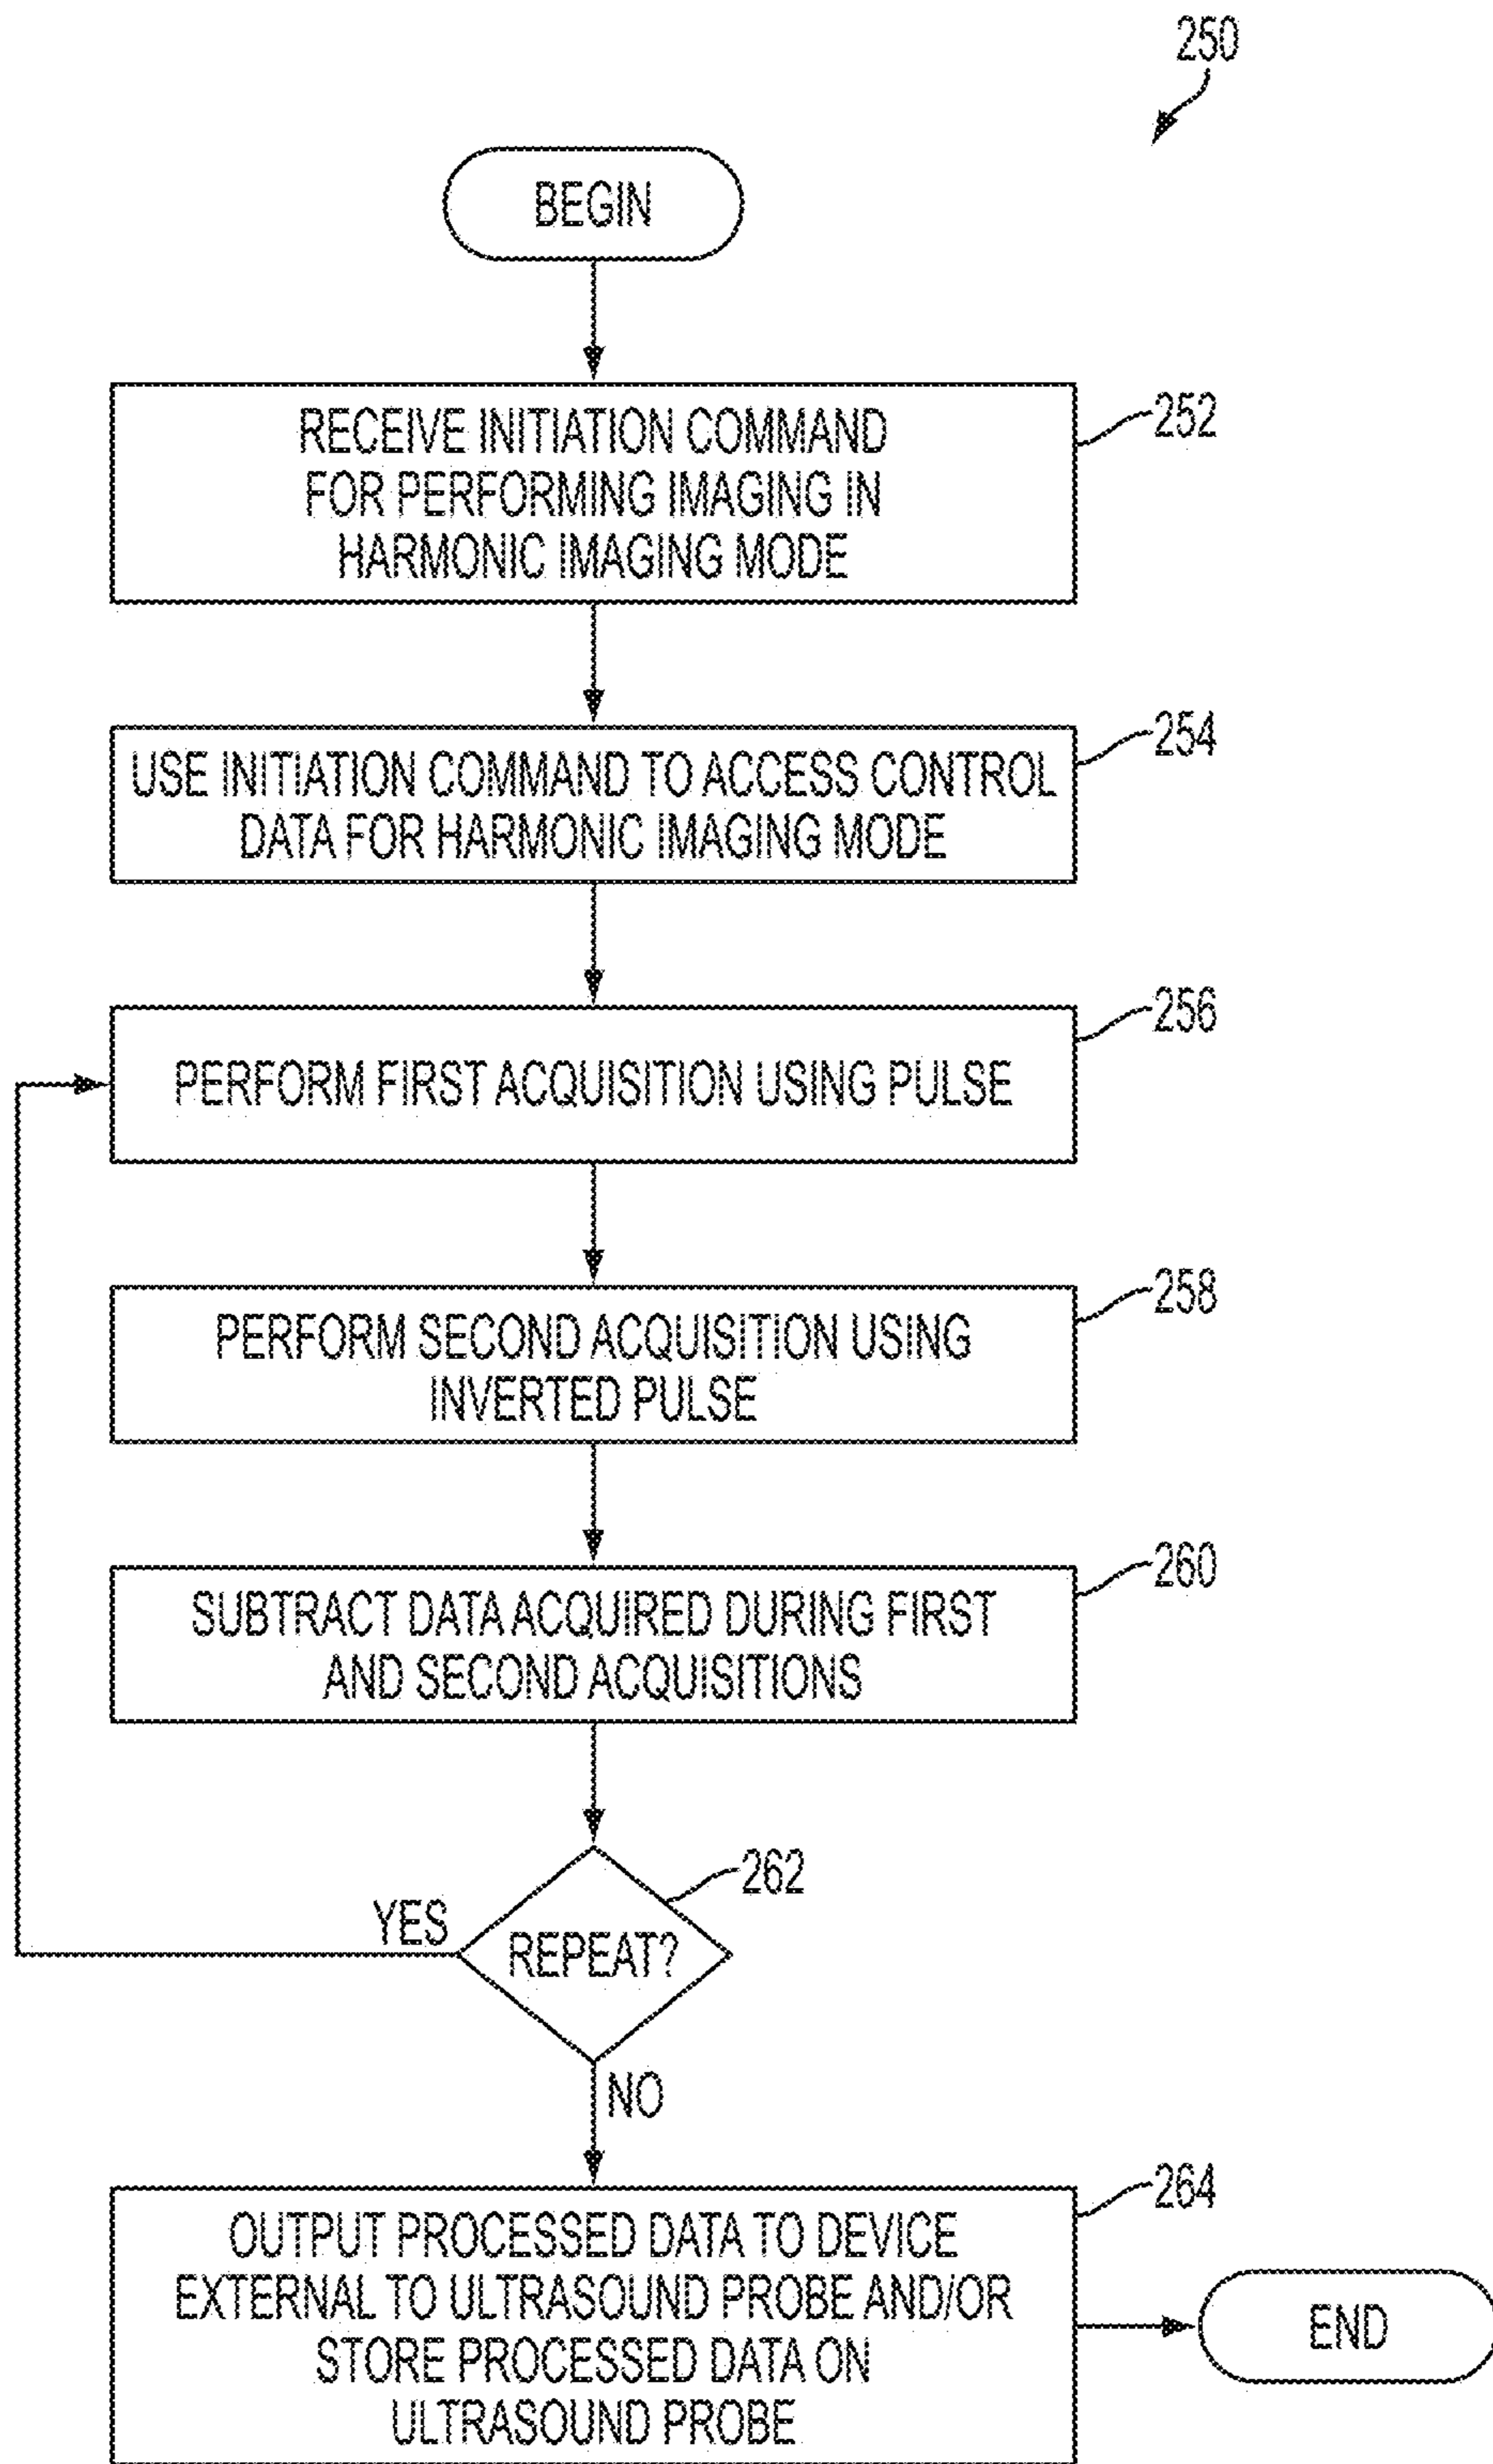 250
BEGIN
RECEIVE INITIATION COMMAND
FOR PERFORMING IMAGING IN
HARMONIC IMAGING MODE
252
USE INITIATION COMMAND TO ACCESS CONTROL
DATA FOR HARMONIC IMAGING MODE
254
PERFORM FIRST ACQUISITION USING PULSE
256
PERFORM SECOND ACQUISITION USING
INVERTED PULSE
258
SUBTRACT DATA ACQUIRED DURING FIRST
AND SECOND ACQUISITIONS
260
REPEAT?
262
YES
NO
OUTPUT PROCESSED DATA TO DEVICE
EXTERNAL TO ULTRASOUND PROBE AND/OR
STORE PROCESSED DATA ON
ULTRASOUND PROBE
264
END